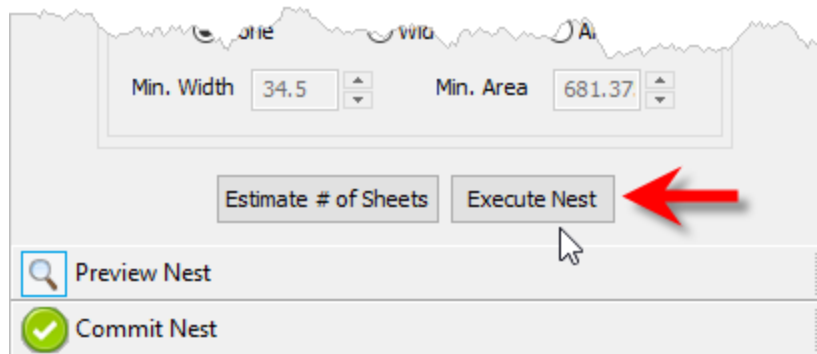 Min. Width 34.5 Min. Area 681.37
Estimate # of Sheets Execute Nest
Preview Nest
Commit Nest